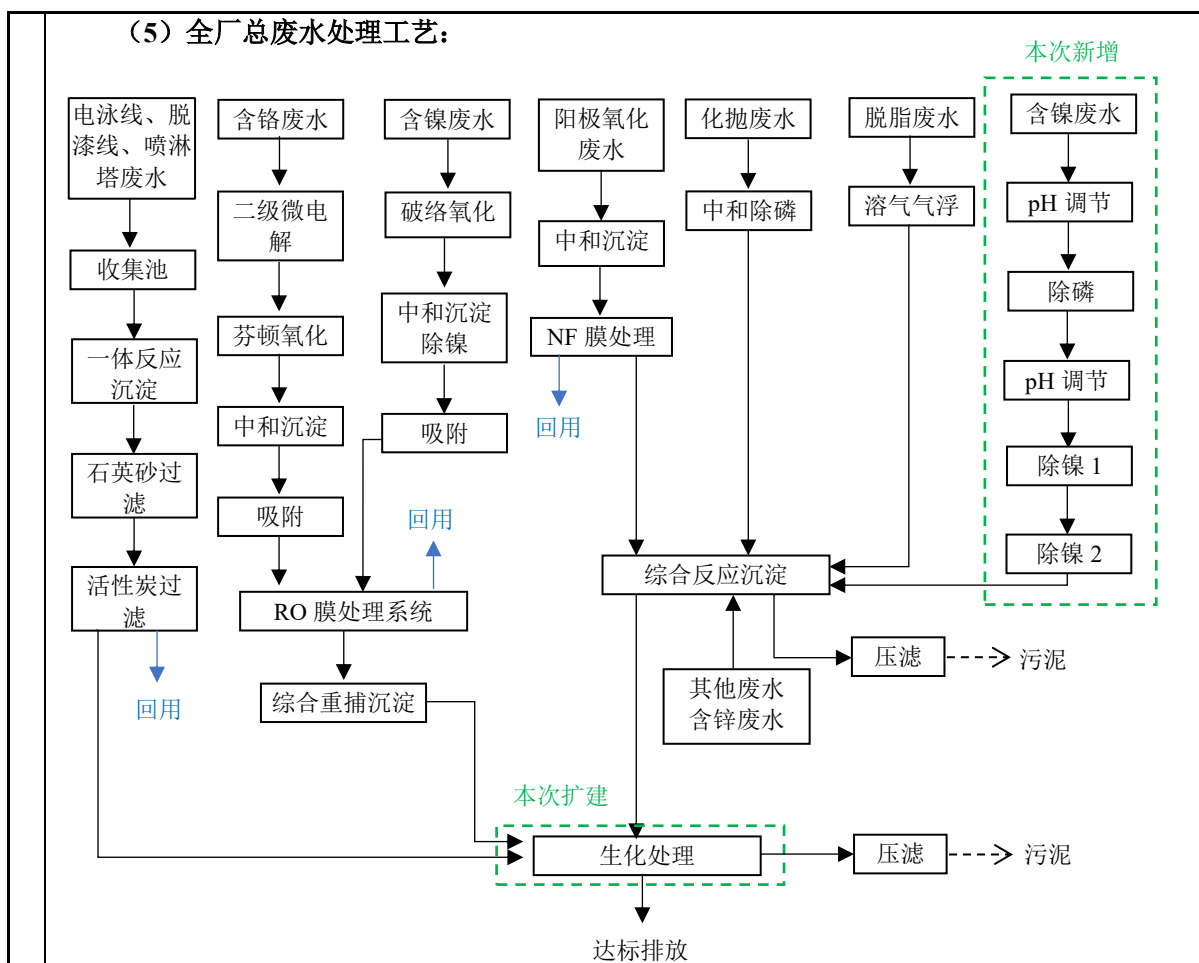 （5）全厂总废水处理工艺：
本次新增
电泳线、脱
漆线、喷淋
塔废水
含铬废水
含镍废水
阳极氧化
废水
化抛废水
脱脂废水
含镍废水
二级微电
解
破络氧化
中和沉淀
中和除磷
溶气气浮
pH 调节
收集池
芬顿氧化
中和沉淀
除镍
NF 膜处理
除磷
一体反应
沉淀
中和沉淀
吸附
回用
pH 调节
石英砂过
滤
吸附
回用
除镍 1
活性炭过
滤
RO 膜处理系统
综合反应沉淀
除镍 2
回用
综合重捕沉淀
其他废水
含锌废水
压滤
污泥
本次扩建
生化处理
压滤
污泥
达标排放